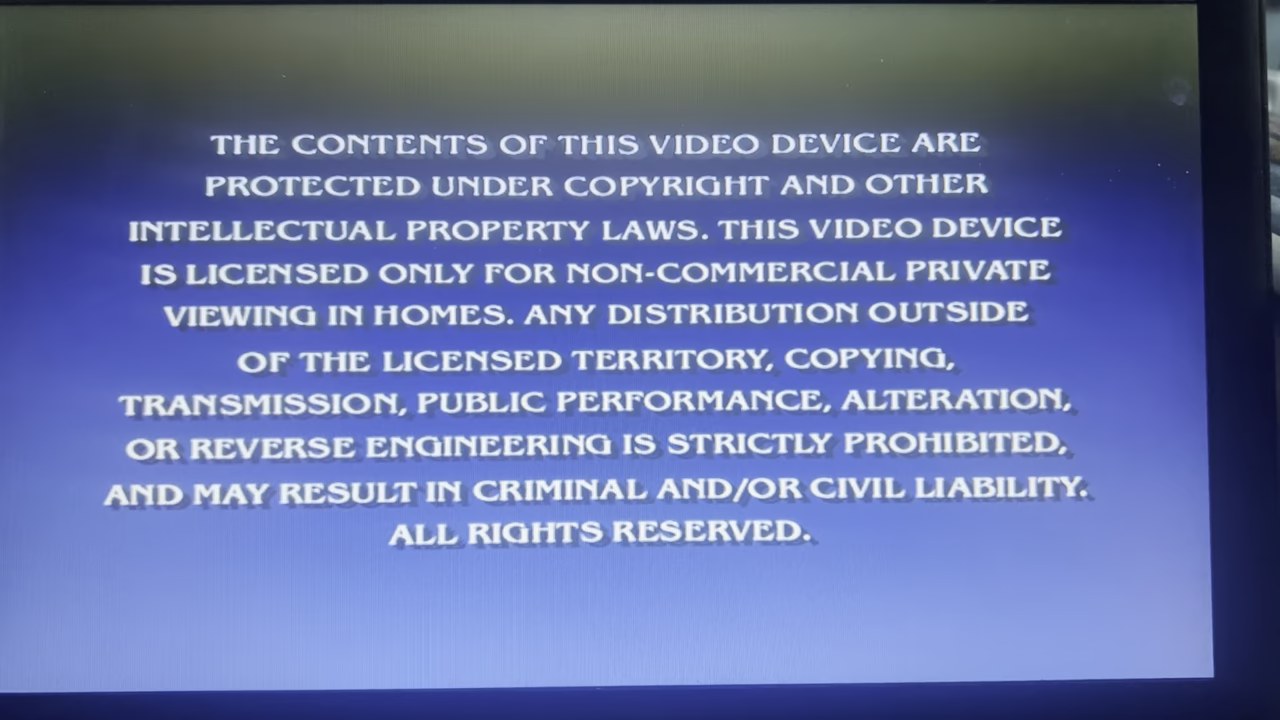 THE CONTENTS OF THIS VIDEO DEVICE ARE
PROTECTED UNDER COPYRIGHT AND OTHER
INTELLECTUAL PROPERTY LAWS. THIS VIDEO DEVICE
IS LICENSED ONLY FOR NON-COMMERCIAL PRIVATE
VIEWING IN HOMES. ANY DISTRIBUTION OUTSIDE
OF THE LICENSED TERRITORY, COPYING,
TRANSMISSION, PUBLIC PERFORMANCE, ALTERATION,
OR REVERSE ENGINEERING IS STRICTLY PROHIBITED,
AND MAY RESULT IN CRIMINAL AND/OR CIVIL LIABILITY.
ALL RIGHTS RESERVED.